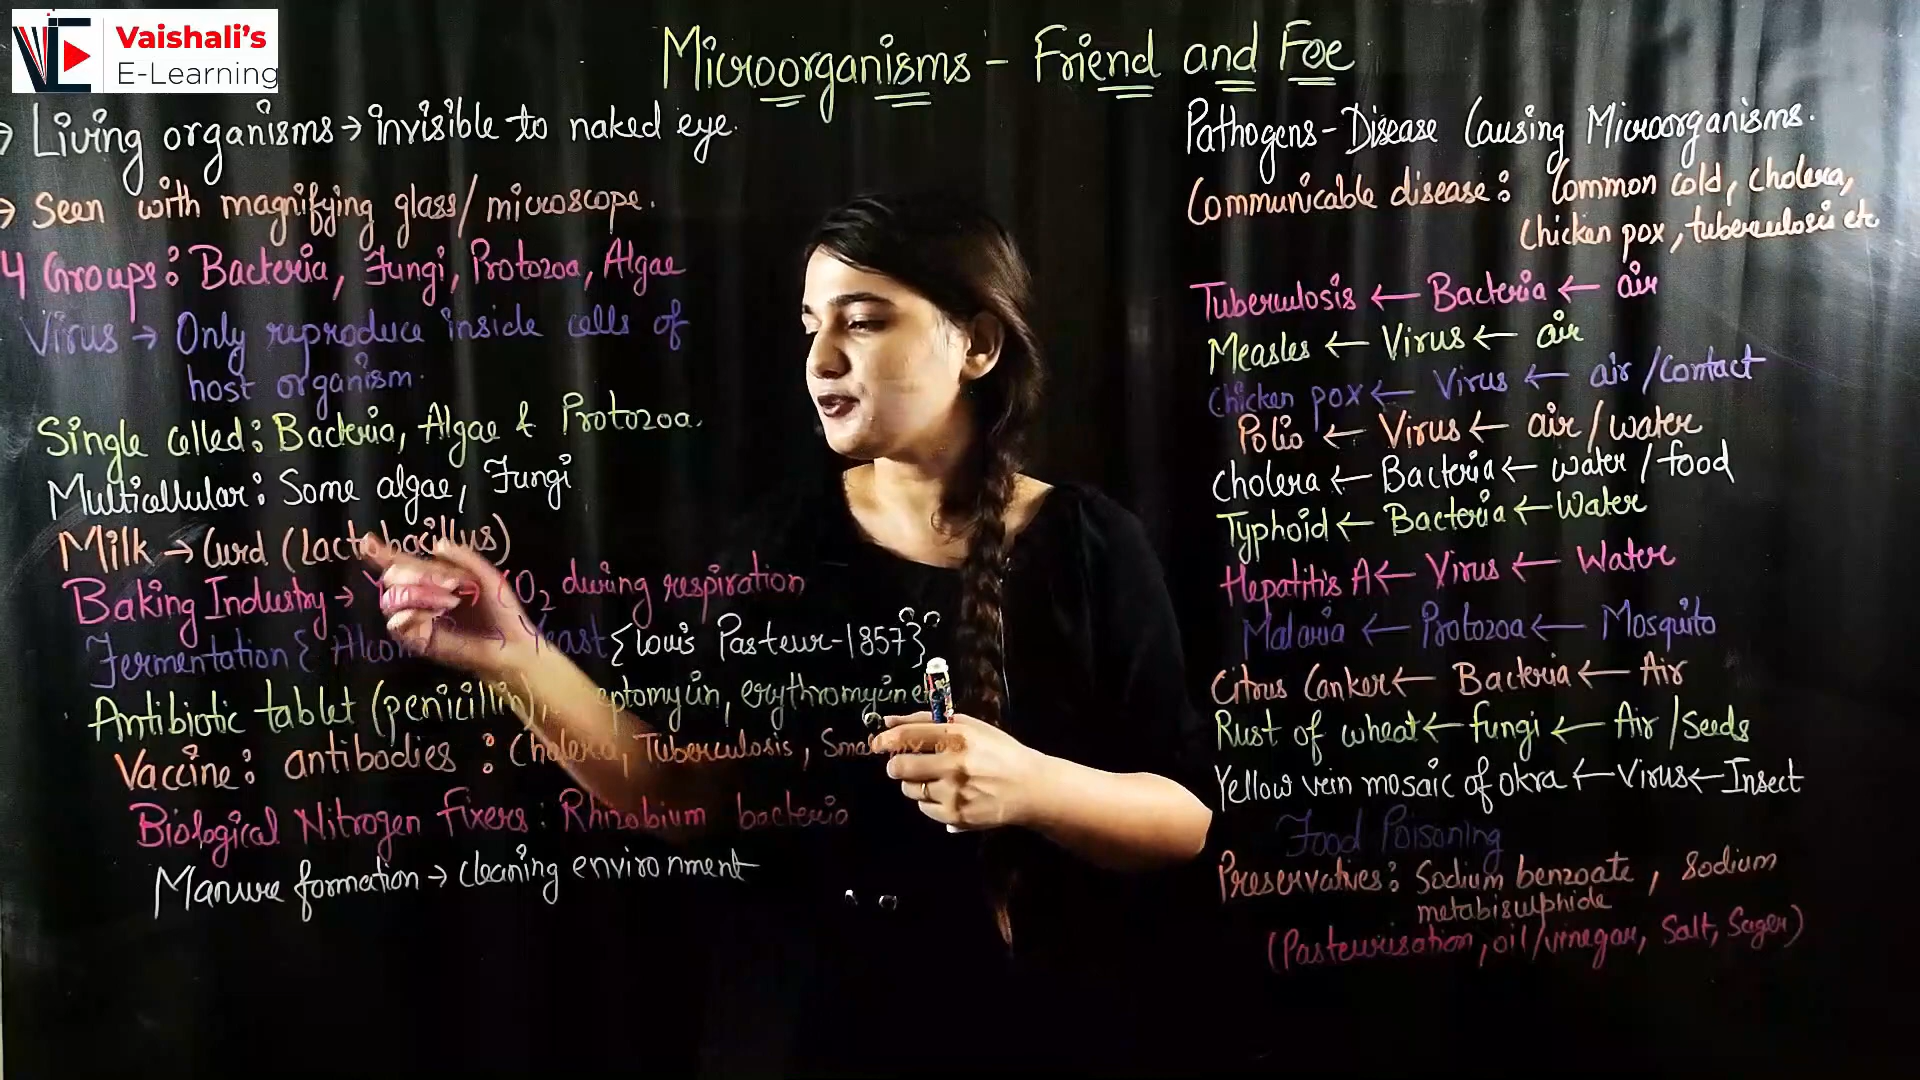 Vaishali's
E-Learning
Microorganisms - Friend and Foe
→ Living organisms → invisible to naked eye.
→ Seen with magnifying glass/ microscope.
4 Groups: Bacteria, Fungi, Protozoa, Algae
Virus → Only reproduce inside cells of
host organism.
Single celled: Bacteria, Algae & Protozoa.
Multicellular: Some algae, Fungi
Milk → Curd (Lactobacillus)
Baking Industry → → CO2 during respiration
Fermentation { → Yeast {Louis Pasteur-1857}
Antibiotic tablet (penicillin), erythromycin
Vaccine: antibodies : Cholera, Tuberculosis,
Biological Nitrogen Fixers: Rhizobium bacteria
Manure formation → cleaning environment
Pathogens - Disease Causing Microorganisms.
Communicable disease: Common cold, cholera,
Chicken pox, tuberculosis etc
Tuberculosis ← Bacteria ← air
Measles ← Virus ← air
Chicken pox ← Virus ← air /Contact
Polio ← Virus ← air / water
Cholera ← Bacteria ← water / food
Typhoid ← Bacteria ← Water
Hepatitis A ← Virus ← Water
Malaria ← Protozoa ← Mosquito
Citrus Canker ← Bacteria ← Air
Rust of wheat ← fungi ← Air /Seeds
Yellow vein mosaic of okra ← Virus ← Insect
Food Poisoning
Preservatives: Sodium benzoate, Sodium
metabisulphide
(Pasteurisation, oil/vinegar, Salt, Sager)